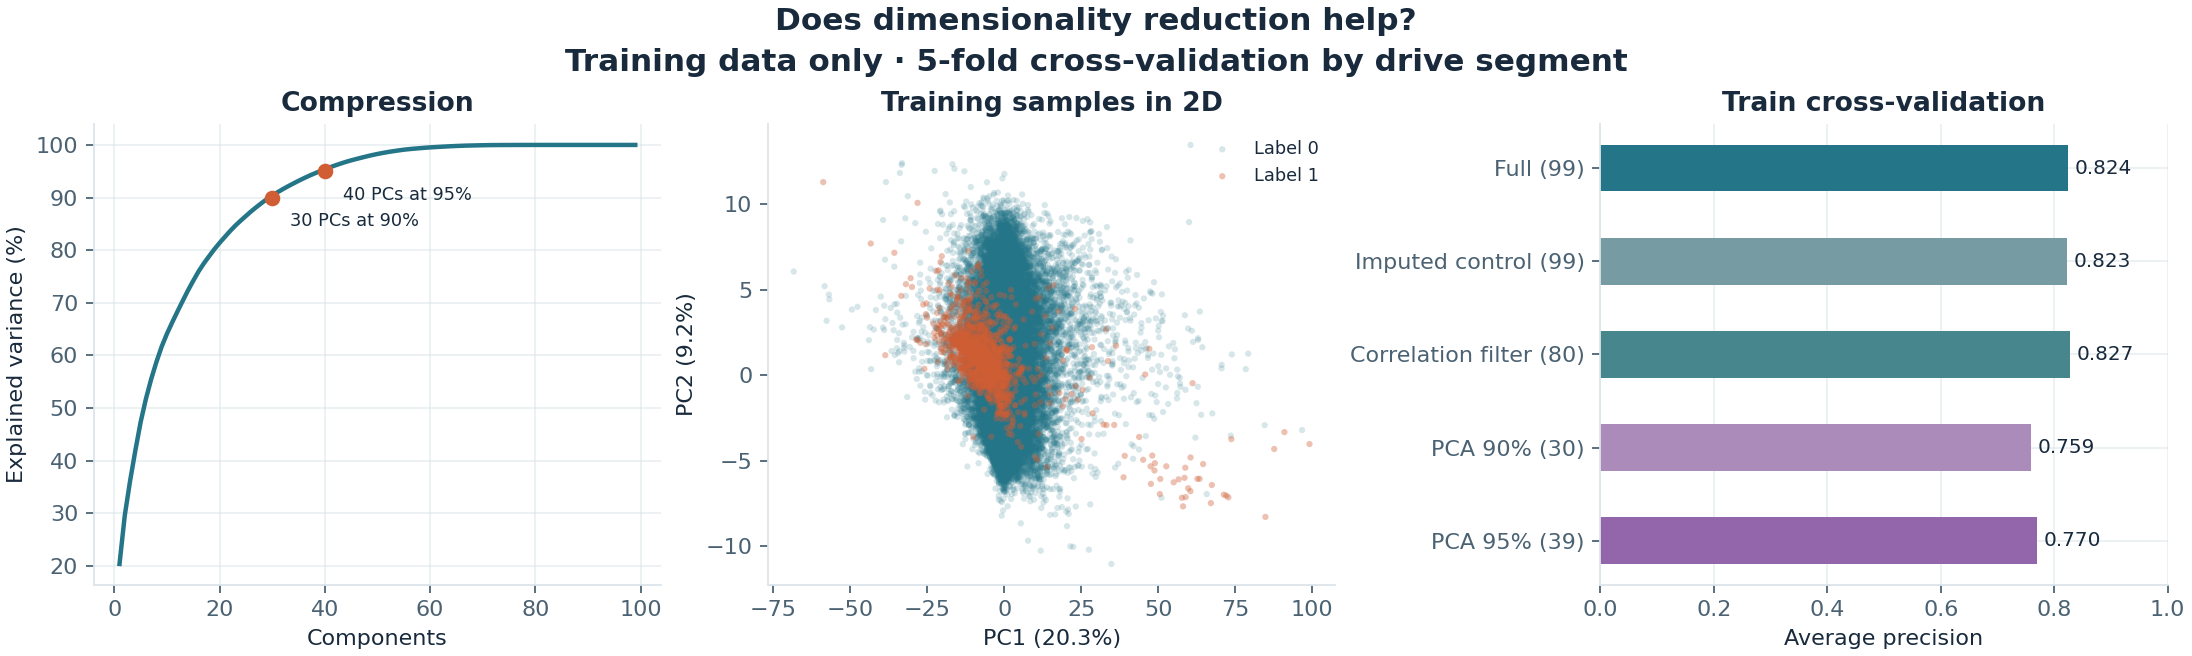 Does dimensionality reduction help?
Training data only · 5-fold cross-validation by drive segment
Compression
Explained variance (%)
100
90
80
70
60
50
40
30
20
40 PCs at 95%
30 PCs at 90%
0 20 40 60 80 100
Components
Training samples in 2D
PC2 (9.2%)
Label 0
Label 1
10
5
0
−5
−10
−75 −50 −25 0 25 50 75 100
PC1 (20.3%)
Train cross-validation
Full (99) 0.824
Imputed control (99) 0.823
Correlation filter (80) 0.827
PCA 90% (30) 0.759
PCA 95% (39) 0.770
0.0 0.2 0.4 0.6 0.8 1.0
Average precision